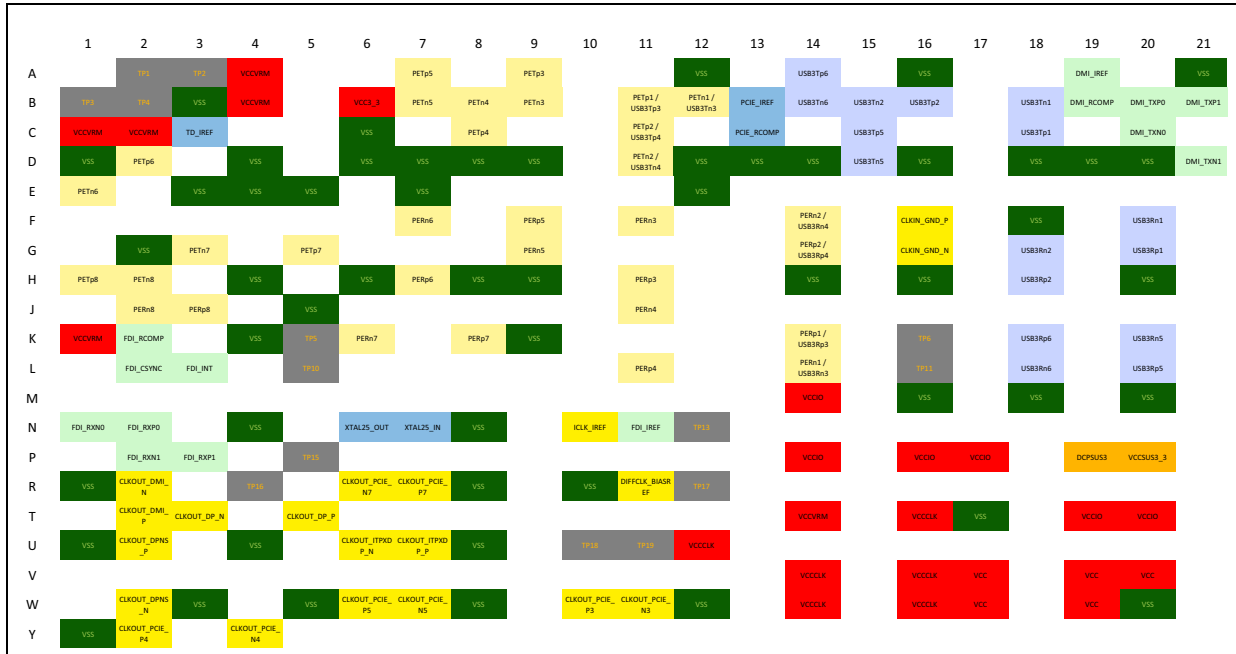 1 2 3 4 5 6 7 8 9 10 11 12 13 14 15 16 17 18 19 20 21
A TP1 TP2 VCCVRM PETp5 PETp3 VSS USB3Tp6 VSS DMI_IREF VSS
B TP3 TP4 VSS VCCVRM VCC3_3 PETn5 PETn4 PETn3 PETp1 / USB3Tp3 PETn1 / USB3Tn3 PCIE_IREF USB3Tn6 USB3Tn2 USB3Tp2 USB3Tn1 DMI_RCOMP DMI_TXP0 DMI_TXP1
C VCCVRM VCCVRM TD_IREF VSS PETp4 PETp2 / USB3Tp4 PCIE_RCOMP USB3Tp5 USB3Tp1 DMI_TXN0
D VSS PETp6 VSS VSS VSS VSS VSS PETn2 / USB3Tn4 VSS VSS VSS USB3Tn5 VSS VSS VSS VSS DMI_TXN1
E PETn6 VSS VSS VSS VSS VSS
F PERn6 PERp5 PERn3 PERn2 / USB3Rn4 CLKIN_GND_P VSS USB3Rn1
G VSS PETn7 PETp7 PERn5 PERp2 / USB3Rp4 CLKIN_GND_N USB3Rn2 USB3Rp1
H PETp8 PETn8 VSS VSS PERp6 VSS VSS PERp3 VSS VSS USB3Rp2 VSS
J PERn8 PERp8 VSS PERn4
K VCCVRM FDI_RCOMP VSS TP5 PERn7 PERp7 VSS PERp1 / USB3Rp3 TP6 USB3Rp6 USB3Rn5
L FDI_CSYNC FDI_INT TP10 PERp4 PERn1 / USB3Rn3 TP11 USB3Rn6 USB3Rp5
M VCCIO VSS VSS VSS
N FDI_RXN0 FDI_RXP0 VSS XTAL25_OUT XTAL25_IN VSS ICLK_IREF FDI_IREF TP13
P FDI_RXN1 FDI_RXP1 TP15 VCCIO VCCIO VCCIO DCPSUS3 VCCSUS3_3
R VSS CLKOUT_DMI_N TP16 CLKOUT_PCIE_N7 CLKOUT_PCIE_P7 VSS DIFFCLK_BIASREF TP17
T CLKOUT_DMI_P CLKOUT_DP_N CLKOUT_DP_P VCCVRM VCCCLK VSS VCCIO VCCIO
U VSS CLKOUT_DPNS_P VSS CLKOUT_ITPXDP_N CLKOUT_ITPXDP_P VSS TP18 TP19 VCCCLK
V VCCCLK VCCCLK VCC VCC VCC
W CLKOUT_DPNS_N VSS VSS CLKOUT_PCIE_P5 CLKOUT_PCIE_N5 VSS CLKOUT_PCIE_P3 CLKOUT_PCIE_N3 VSS VCCCLK VCCCLK VCC VCC VSS
Y VSS CLKOUT_PCIE_P4 CLKOUT_PCIE_N4